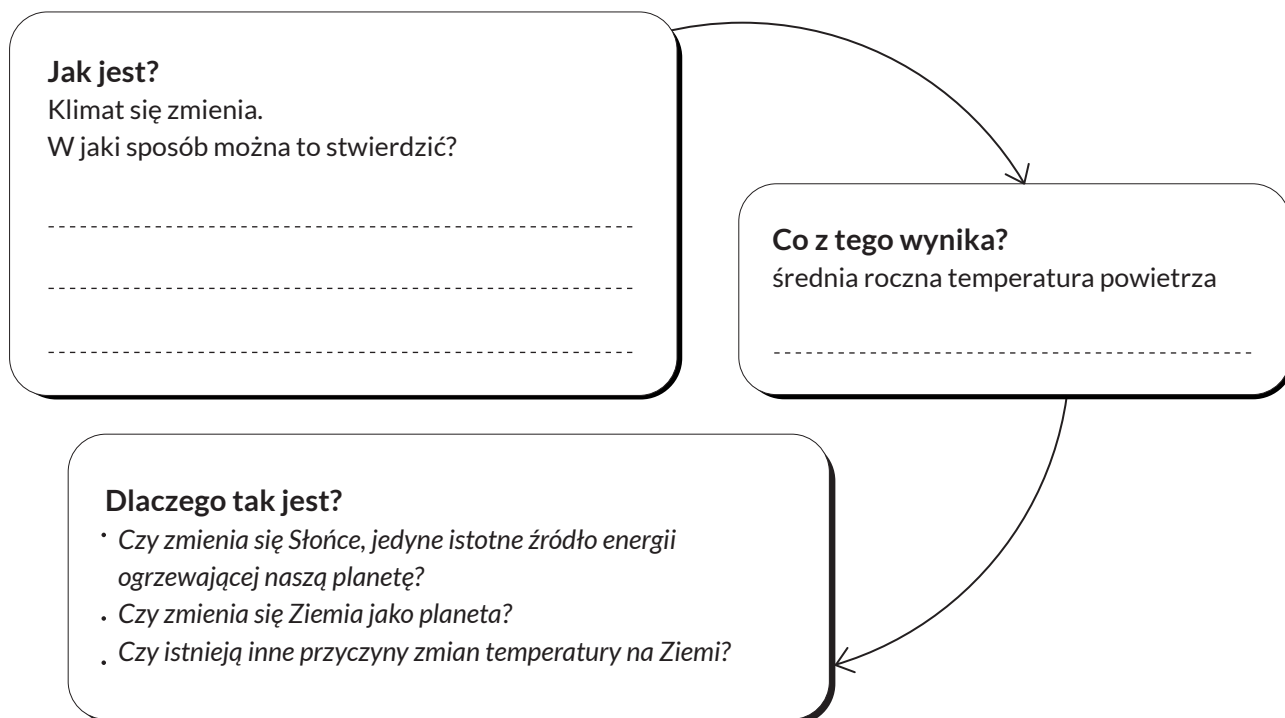 Jak jest?
Klimat się zmienia.
W jaki sposób można to stwierdzić?
Co z tego wynika?
średnia roczna temperatura powietrza
Dlaczego tak jest?
• Czy zmienia się Słońce, jedyne istotne źródło energii
ogrzewającej naszą planetę?
• Czy zmienia się Ziemia jako planeta?
• Czy istnieją inne przyczyny zmian temperatury na Ziemi?